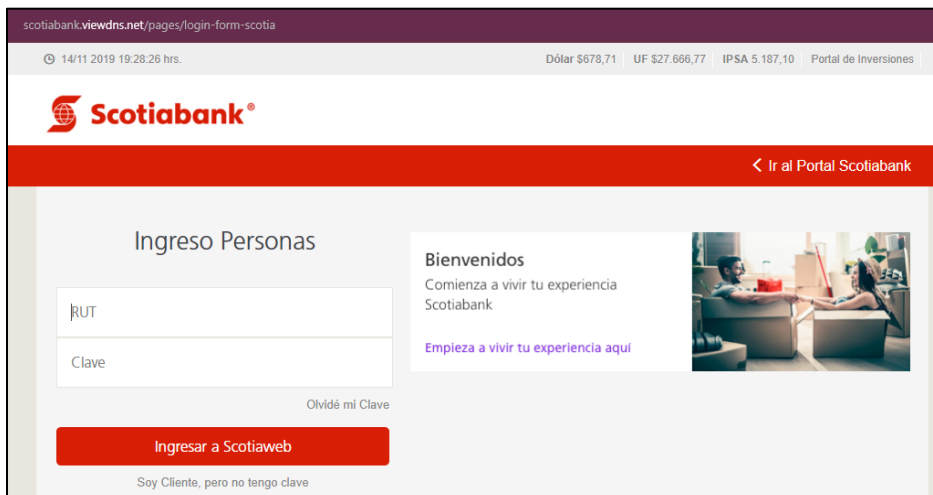 scotiabank.viewdns.net/pages/login-form-scotia
14/11 2019 19:28:26 hrs. Dólar $678,71 UF $27.666,77 IPSA 5.187,10 Portal de Inversiones
Scotiabank®
Ir al Portal Scotiabank
Ingreso Personas
RUT
Clave
Olvidé mi Clave
Ingresar a Scotiaweb
Soy Cliente, pero no tengo clave
Bienvenidos
Comienza a vivir tu experiencia
Scotiabank
Empieza a vivir tu experiencia aquí